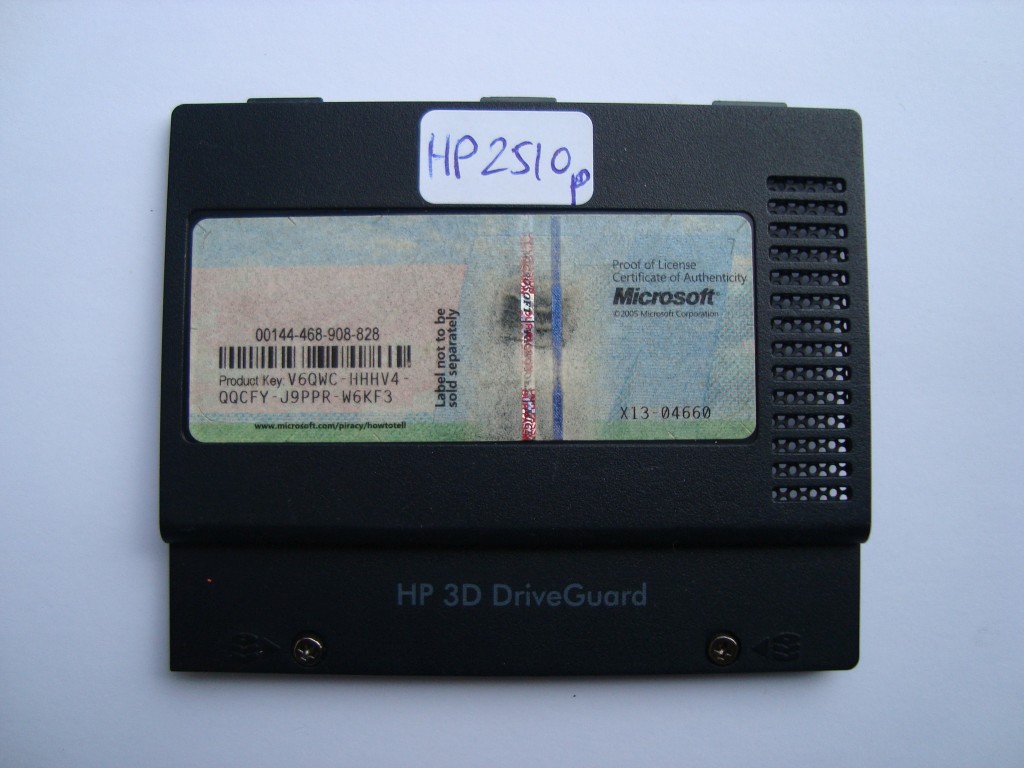 HP2510p
7
Proof of License
Certificate of Authenticity
Microsoft
©2005 Microsoft Corporation
00144-468-908-828
Product Key: V6QWC-HHHV4-
QQCFY-J9PPR-W6KF3
Label not to be
sold separately
www.microsoft.com/piracy/howtotell
X13-04660
HP 3D DriveGuard